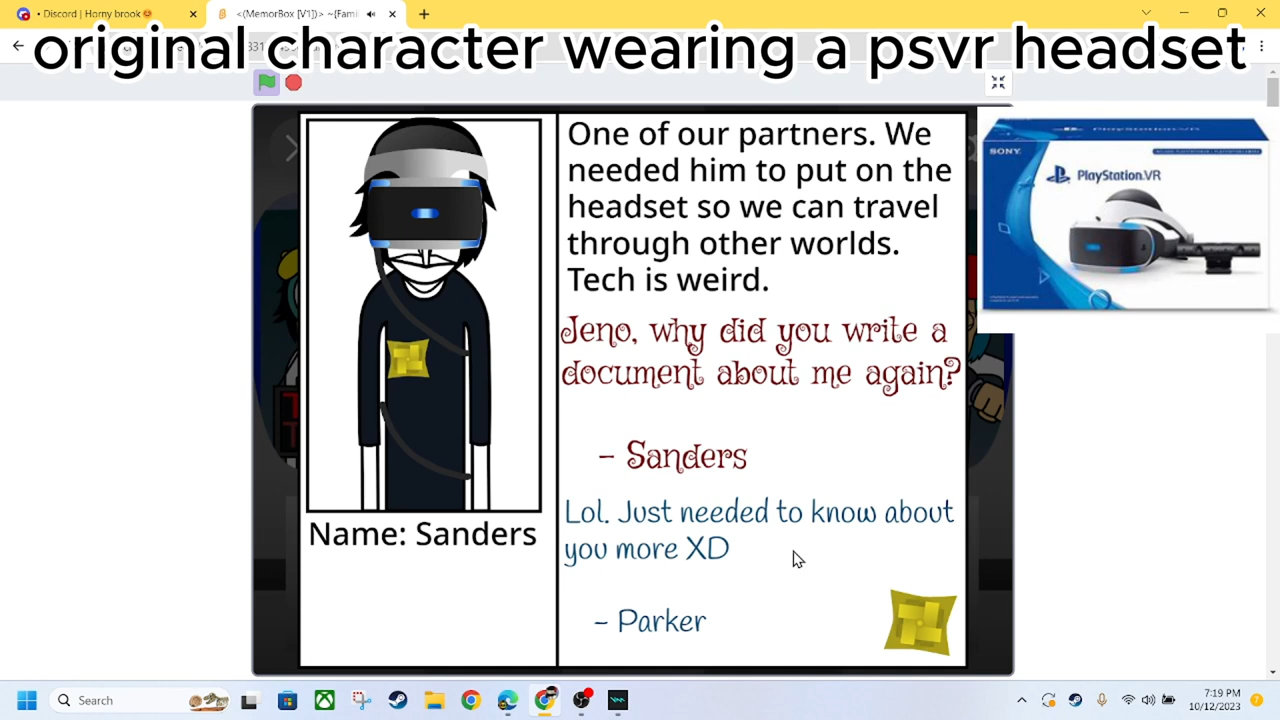 Discord | Horny brook
<(MemorBox [V1])> ~{Fami
original character wearing a psvr headset
One of our partners. We
needed him to put on the
headset so we can travel
through other worlds.
Tech is weird.
Jeno, why did you write a
document about me again?
- Sanders
Lol. Just needed to know about
you more XD
- Parker
Name: Sanders
SONY
PlayStation.VR
Search
7:19 PM
10/12/2023